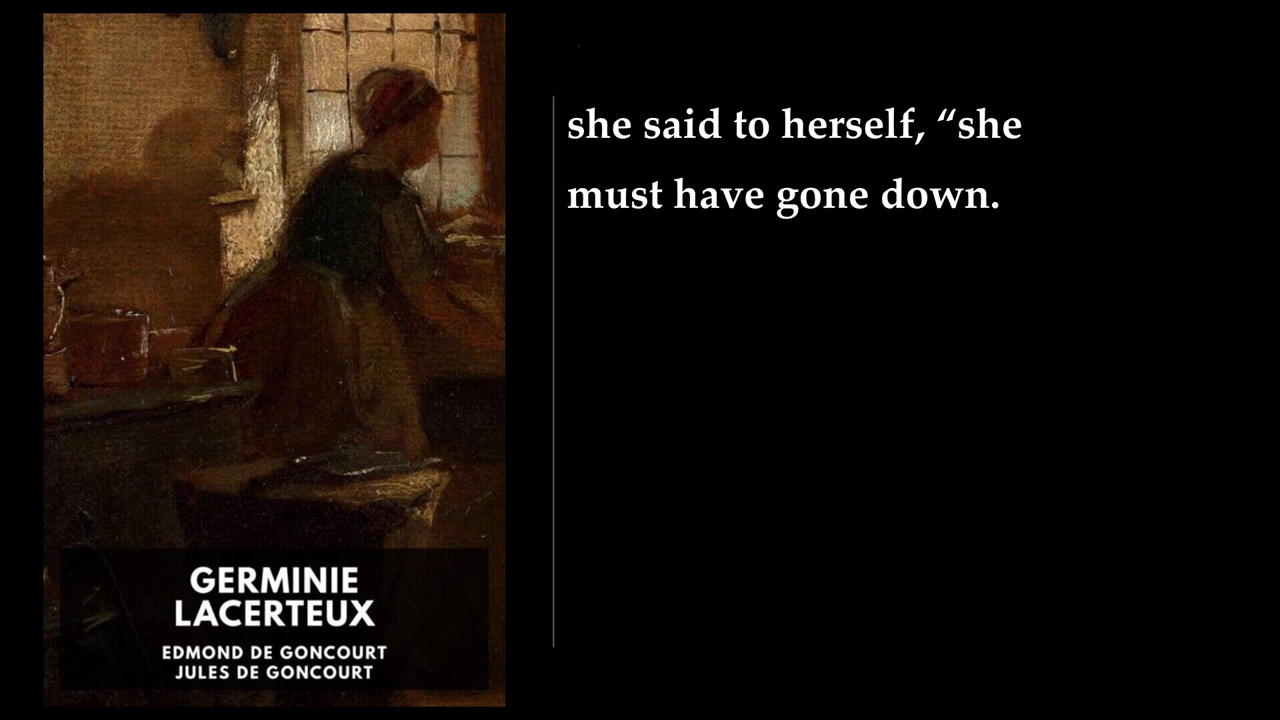 she said to herself, “she
must have gone down.
GERMINIE
LACERTEUX
EDMOND DE GONCOURT
JULES DE GONCOURT